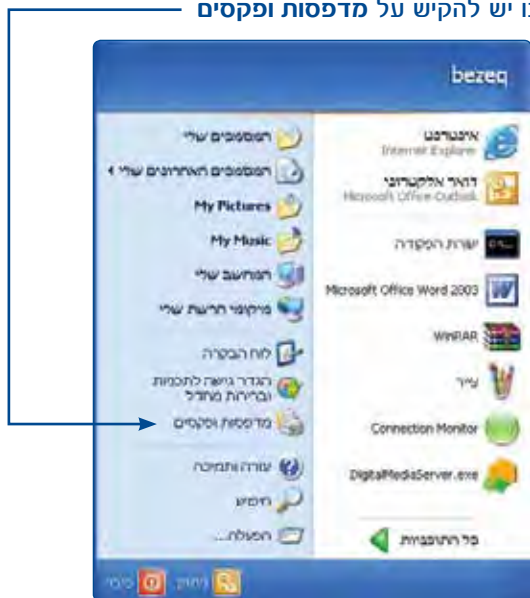 יש להקיש על מדפסות ופקסים
bezeq
אינטרנט
Internet Explorer
דואר אלקטרוני
Microsoft Office Outlook
שורת הפקודה
Microsoft Office Word 2003
WinRAR
צייר
Connection Monitor
DigitalMediaServer.exe
כל התוכניות
המסמכים שלי
המסמכים האחרונים שלי
My Pictures
My Music
המחשב שלי
מיקומי הרשת שלי
לוח הבקרה
הגדר גישה לתכניות
וברירות מחדל
מדפסות ופקסים
עזרה ותמיכה
חיפוש
הפעלה...
כיבוי